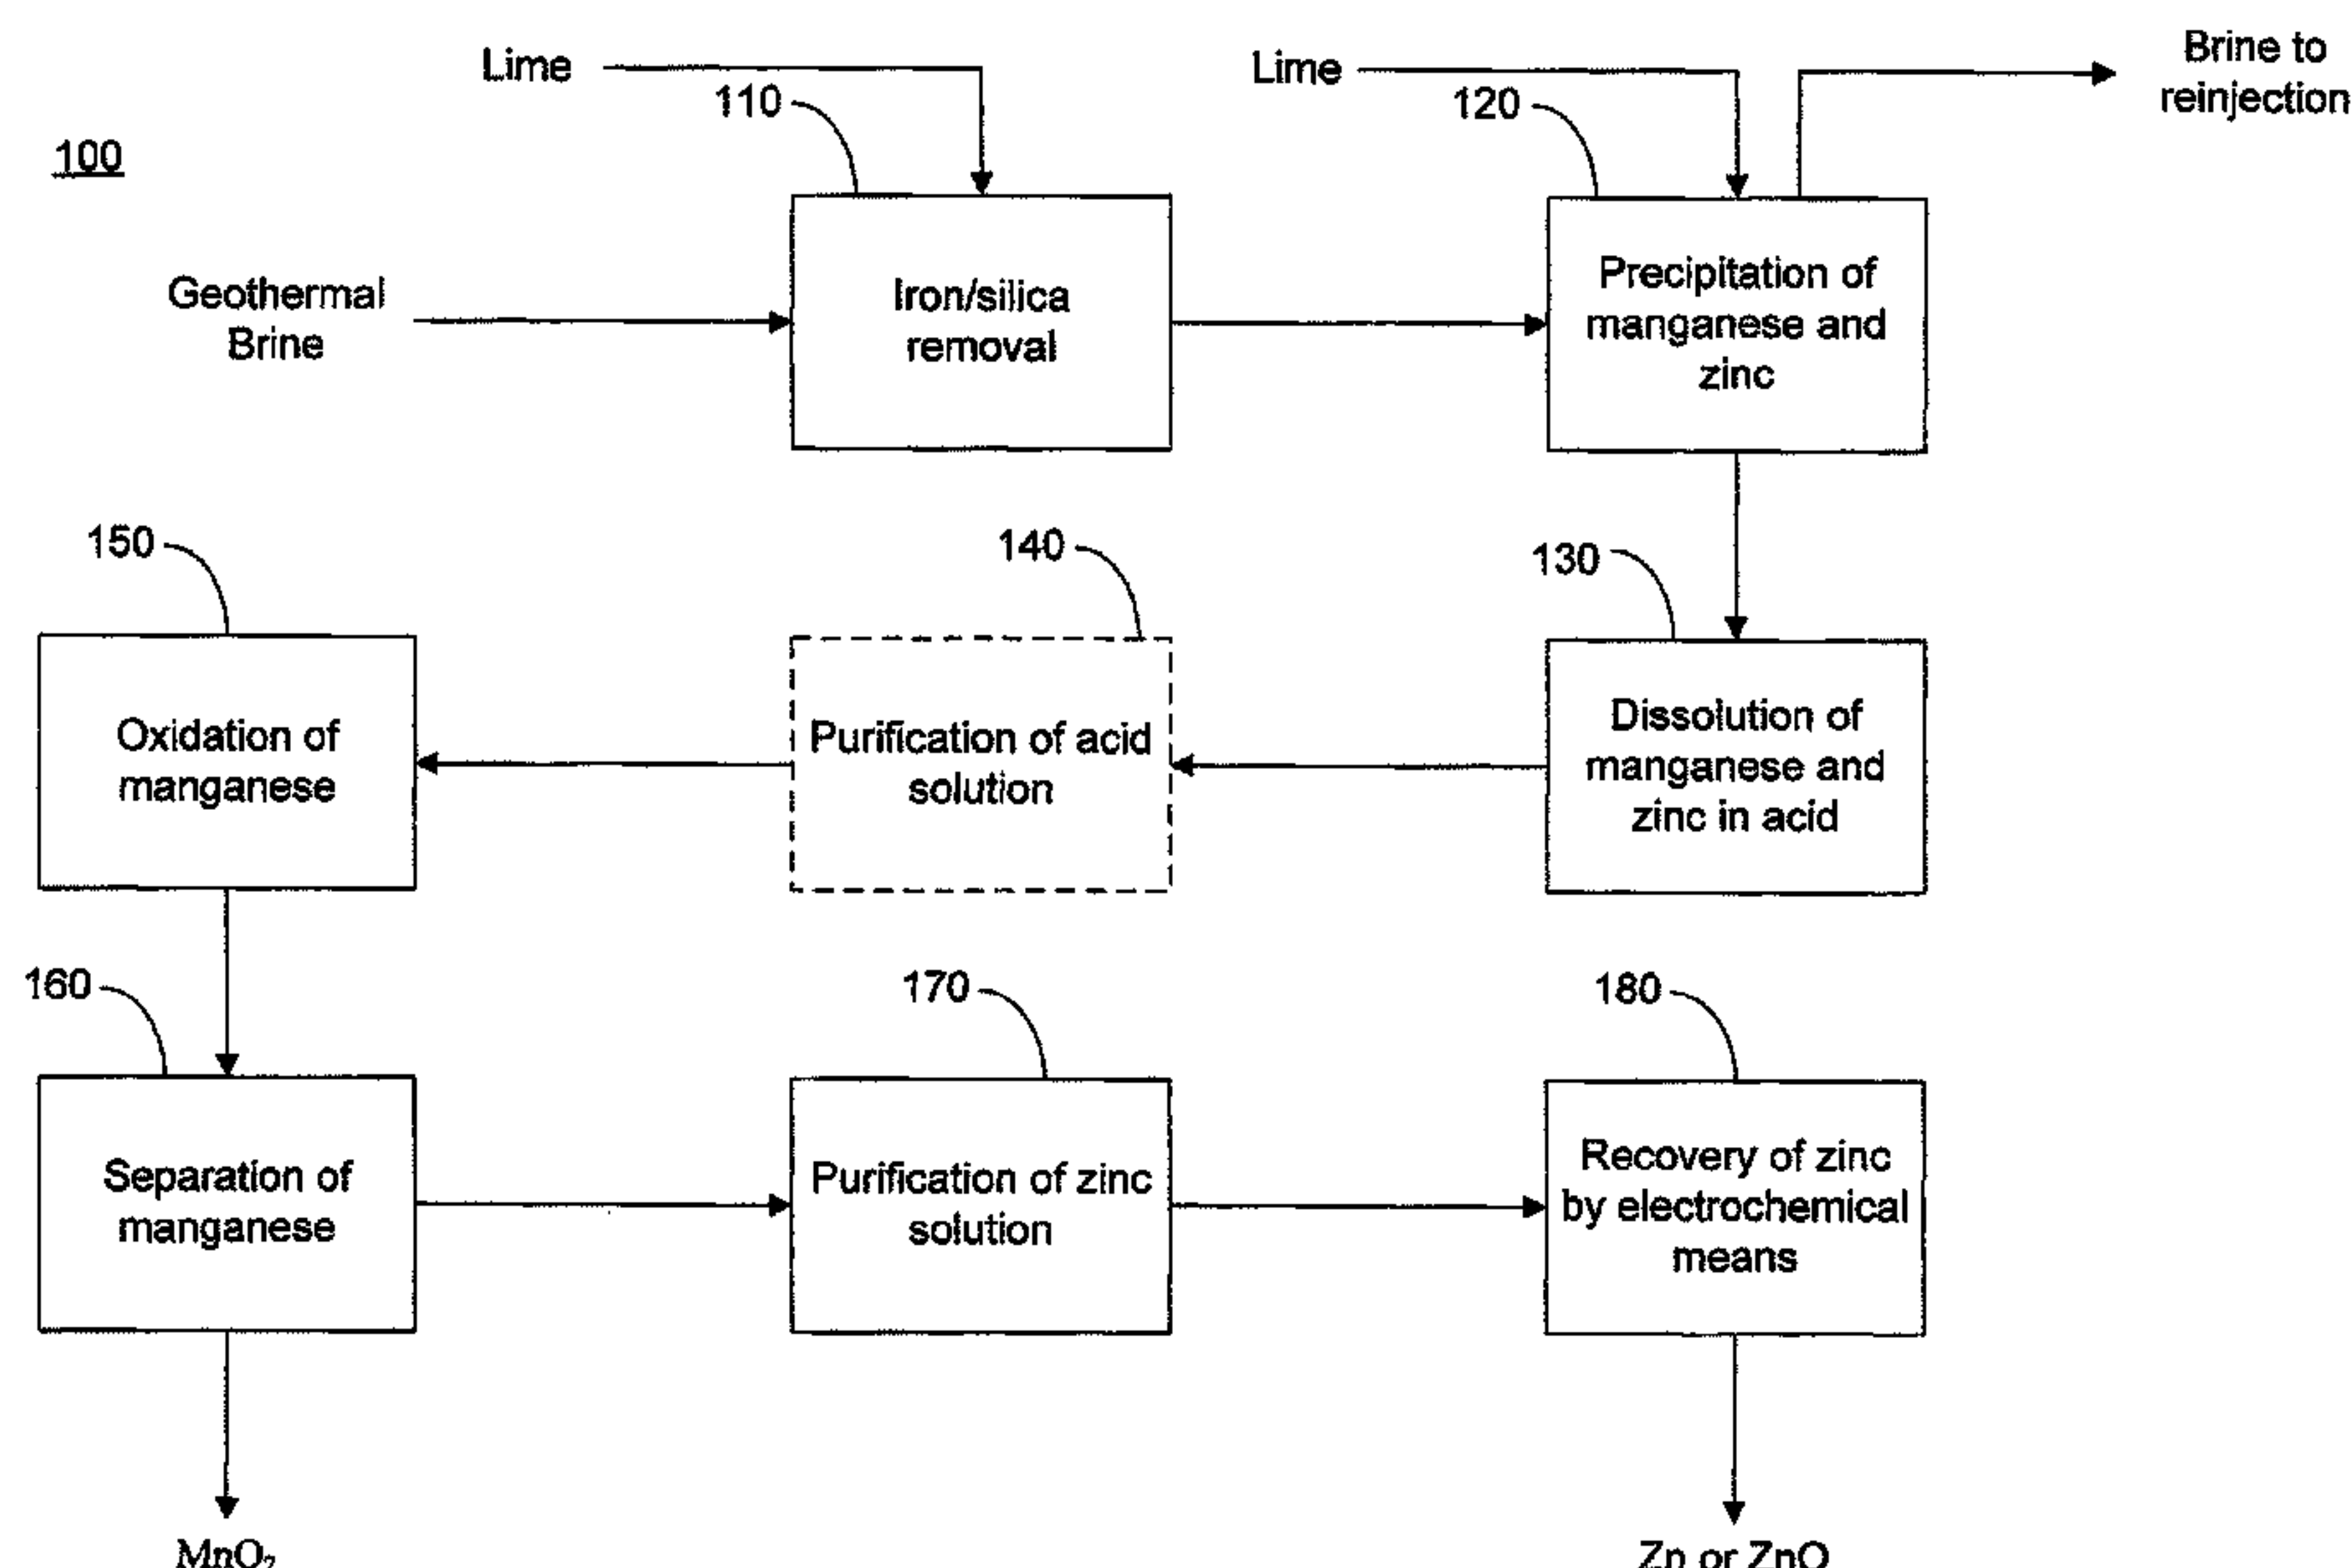 Lime
Lime
Brine to
reinjection
110
120
100
Geothermal
Brine
Iron/silica
removal
Precipitation of
manganese and
zinc
150
140
130
Oxidation of
manganese
Purification of acid
solution
Dissolution of
manganese and
zinc in acid
160
170
180
Separation of
manganese
Purification of zinc
solution
Recovery of zinc
by electrochemical
means
MnO₂
Zn or ZnO